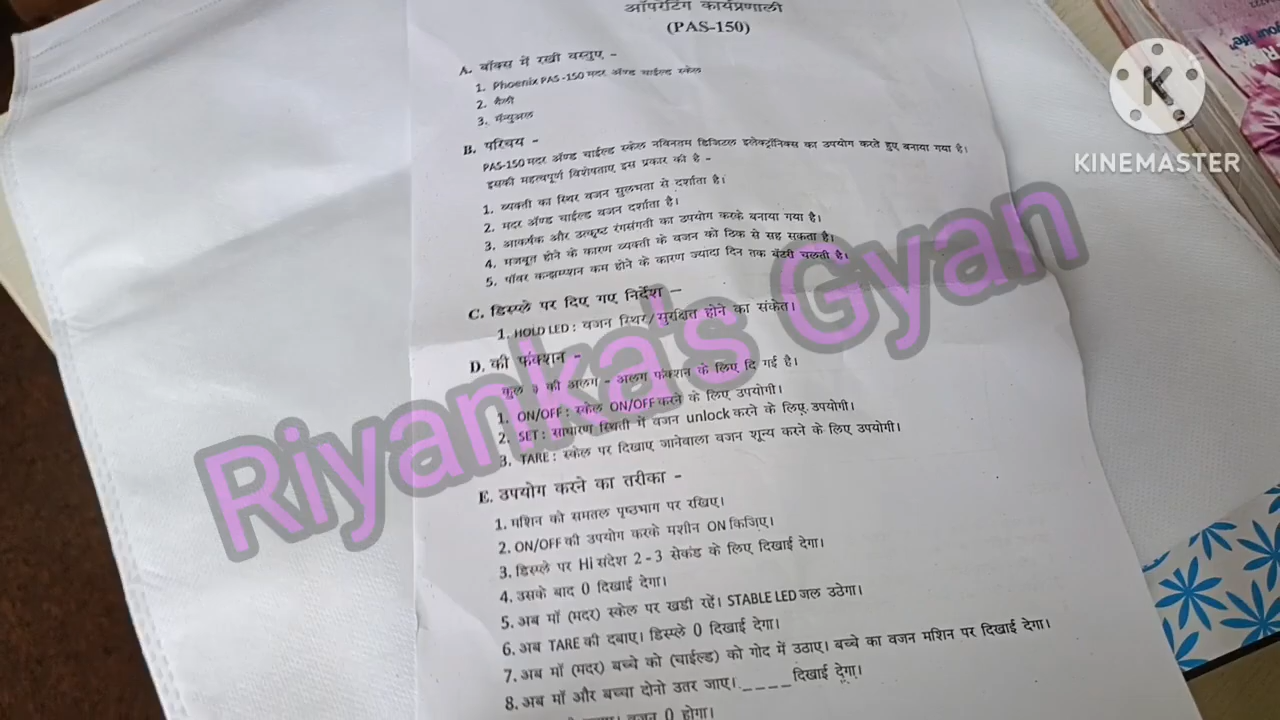 ऑपरेटिंग कार्यप्रणाली
(PAS-150)
A. बॉक्स में रखी वस्तुए -
1. Phoenix PAS-150 मदर अ‍ॅण्ड चाईल्ड स्केल
2. थैली
3. मॅन्युअल
B. परिचय -
PAS-150 मदर अ‍ॅण्ड चाईल्ड स्केल नविनतम डिजिटल इलेक्ट्रॉनिक्स का उपयोग करते हुए बनाया गया है।
इसकी महत्वपूर्ण विशेषताए इस प्रकार की है -
1. व्यक्ती का स्थिर वजन सुलभता से दर्शाता है।
2. मदर अ‍ॅण्ड चाईल्ड वजन दर्शाता है।
3. आकर्षक और उत्कृष्ट रंगसंगती का उपयोग करके बनाया गया है।
4. मजबूत होने के कारण व्यक्ती के वजन को ठिक से सह सकता है।
5. पॉवर कन्झम्प्शन कम होने के कारण ज्यादा दिन तक बॅटरी चलती है।
C. डिस्प्ले पर दिए गए निर्देश -
1. HOLD LED : वजन स्थिर/सुरक्षित होने का संकेत।
D. की फंक्शन -
कुल की अलग - अलग फंक्शन के लिए दि गई है।
1. ON/OFF : स्केल ON/OFF करने के लिए उपयोगी।
2. SET : साधारण स्थिती में वजन unlock करने के लिए उपयोगी।
3. TARE : स्केल पर दिखाए जानेवाला वजन शून्य करने के लिए उपयोगी।
E. उपयोग करने का तरीका -
1. मशिन को समतल पृष्ठभाग पर रखिए।
2. ON/OFF की उपयोग करके मशीन ON किजिए।
3. डिस्प्ले पर Hi संदेश 2-3 सेकंड के लिए दिखाई देगा।
4. उसके बाद 0 दिखाई देगा।
5. अब माँ (मदर) स्केल पर खडी रहें। STABLE LED जल उठेगा।
6. अब TARE की दबाए। डिस्प्ले 0 दिखाई देगा।
7. अब माँ (मदर) बच्चे को (चाईल्ड) को गोद में उठाए। बच्चे का वजन मशिन पर दिखाई देगा।
8. अब माँ और बच्चा दोनो उतर जाए। _ _ _ _ दिखाई देगा।
वजन 0 होगा।
Riyanka's Gyan
K
KINEMASTER
your life